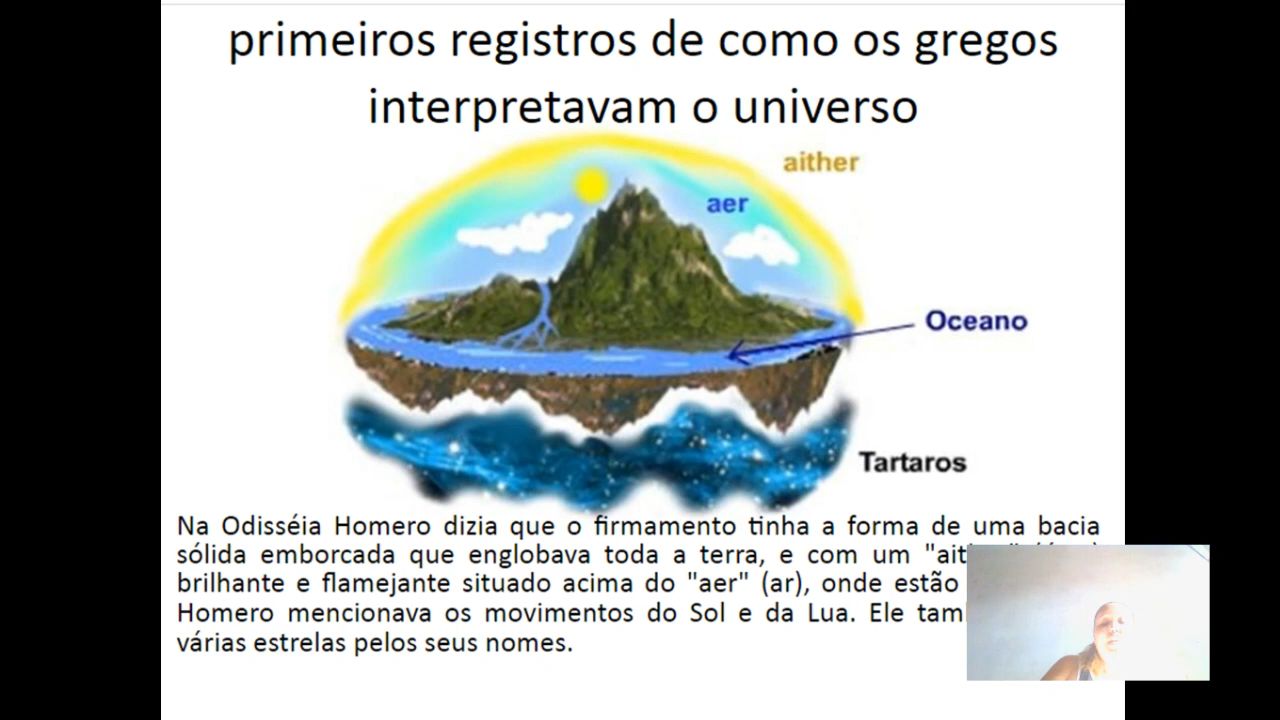 primeiros registros de como os gregos
interpretavam o universo
aither
aer
Oceano
Tartaros
Na Odisséia Homero dizia que o firmamento tinha a forma de uma bacia
sólida emborcada que englobava toda a terra, e com um
brilhante e flamejante situado acima do "aer" (ar), onde estão
Homero mencionava os movimentos do Sol e da Lua. Ele
várias estrelas pelos seus nomes.